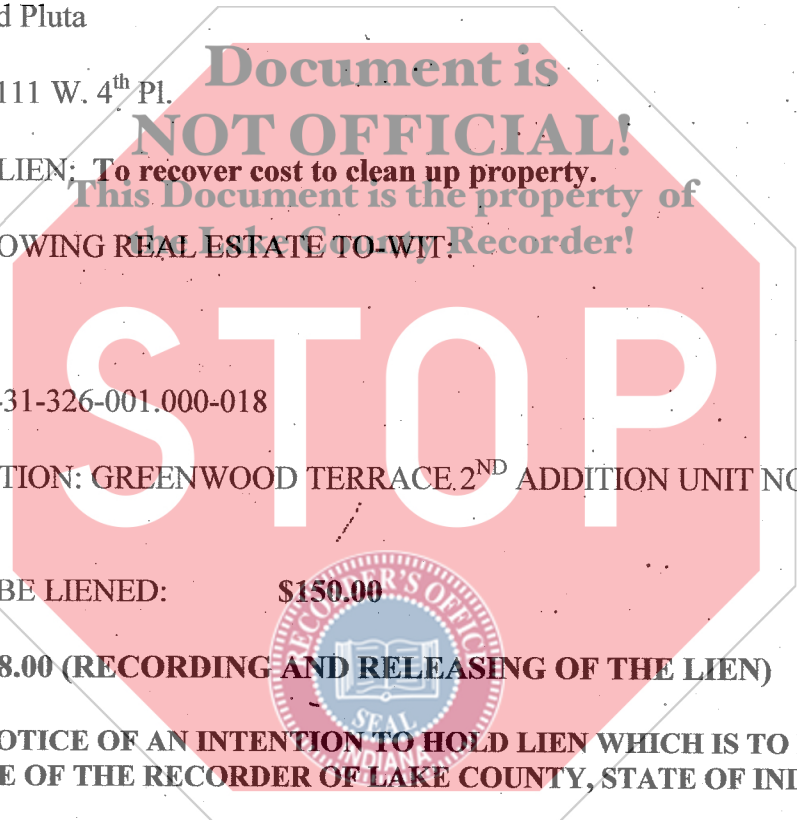 d Pluta
Document is
111 W. 4th Pl.
NOT OFFICIAL!
LIEN: To recover cost to clean up property.
This Document is the property of
the Lake County Recorder!
OWING REAL ESTATE TO-WIT:
STOP
-31-326-001.000-018
TION: GREENWOOD TERRACE 2ND ADDITION UNIT NO
BE LIENED: $150.00
RECORDER'S OFFICE
8.00 (RECORDING AND RELEASING OF THE LIEN)
SEAL
INDIANA
OTICE OF AN INTENTION TO HOLD LIEN WHICH IS TO
E OF THE RECORDER OF LAKE COUNTY, STATE OF IND